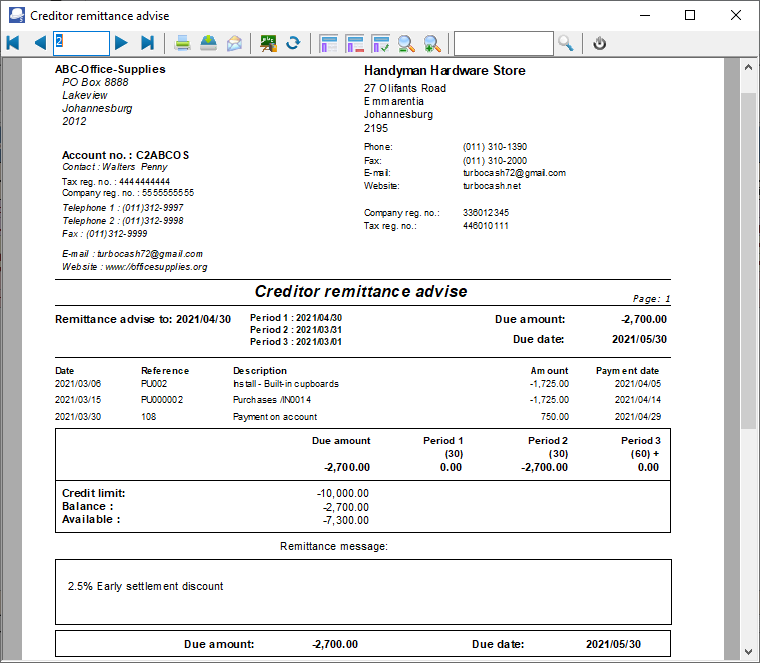 Creditor remittance advise
2
ABC-Office-Supplies
PO Box 8888
Lakeview
Johannesburg
2012
Handyman Hardware Store
27 Olifants Road
Emmarentia
Johannesburg
2195
Account no. : C2ABCOS
Contact : Walters Penny
Tax reg. no. : 4444444444
Company reg. no. : 5555555555
Telephone 1 : (011)312-9997
Telephone 2 : (011)312-9998
Fax : (011)312-9999
E-mail : turbocash72@gmail.com
Website : www.//officesupplies.org
Phone: (011) 310-1390
Fax: (011) 310-2000
E-mail: turbocash72@gmail.com
Website: turbocash.net
Company reg. no.: 336012345
Tax reg. no.: 446010111
Creditor remittance advise
Page: 1
Remittance advise to: 2021/04/30
Period 1 : 2021/04/30
Period 2 : 2021/03/31
Period 3 : 2021/03/01
Due amount: -2,700.00
Due date: 2021/05/30
Date Reference Description Amount Payment date
2021/03/06 PU002 Install - Built-in cupboards -1,725.00 2021/04/05
2021/03/15 PU000002 Purchases /IN0014 -1,725.00 2021/04/14
2021/03/30 108 Payment on account 750.00 2021/04/29
Due amount Period 1 Period 2 Period 3
(30) (30) (60) +
-2,700.00 0.00 -2,700.00 0.00
Credit limit: -10,000.00
Balance : -2,700.00
Available : -7,300.00
Remittance message:
2.5% Early settlement discount
Due amount: -2,700.00 Due date: 2021/05/30